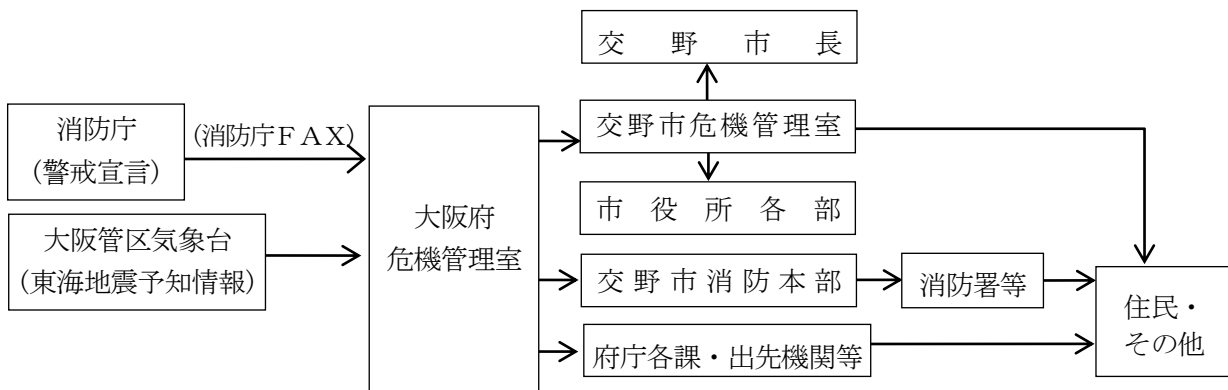 交野市長
消防庁
(警戒宣言)
(消防庁ＦＡＸ)
大阪管区気象台
(東海地震予知情報)
大阪府
危機管理室
交野市危機管理室
市役所各部
交野市消防本部
消防署等
府庁各課・出先機関等
住民・
その他